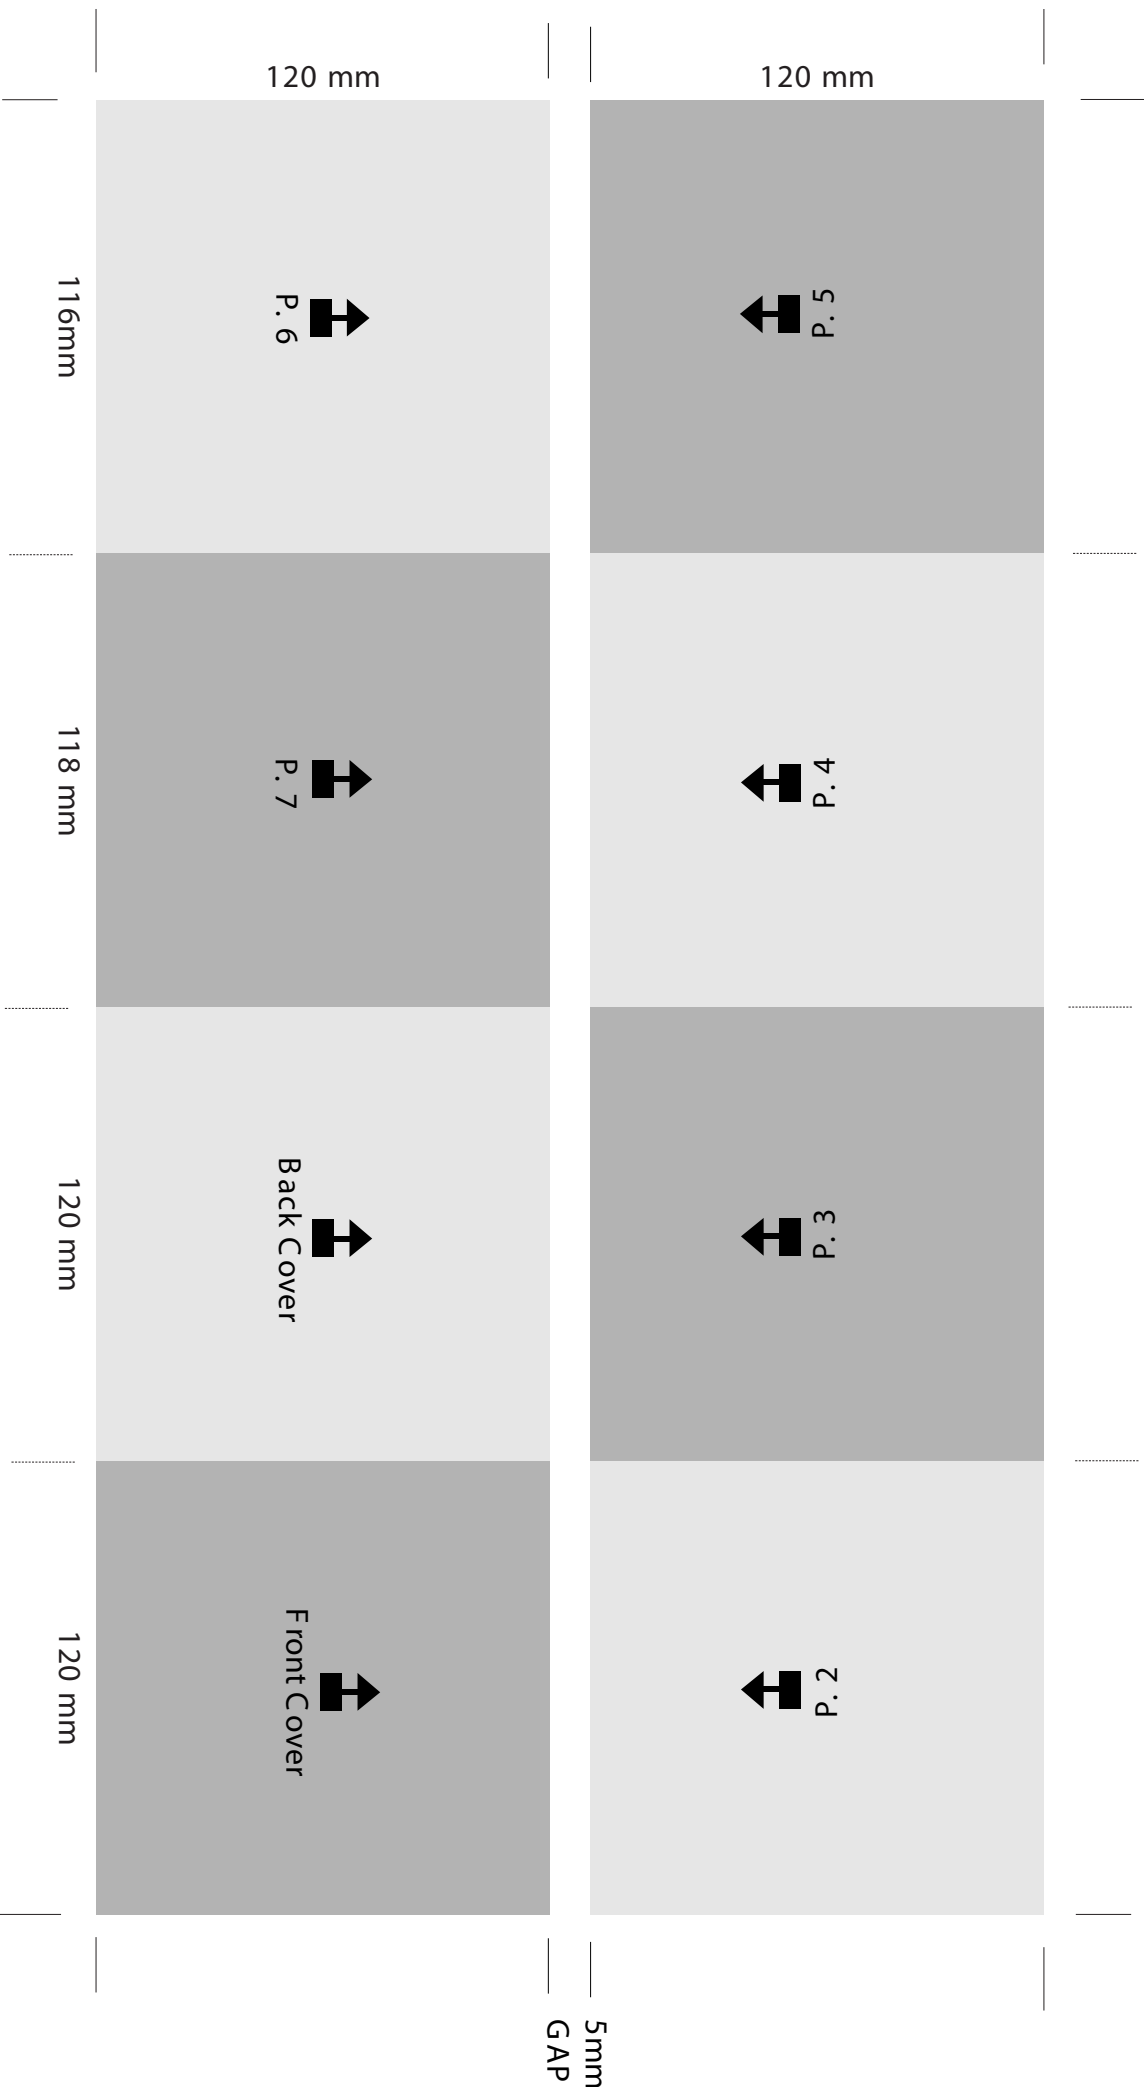 120 mm
120 mm
116mm
P. 6
P. 5
118 mm
P. 7
P. 4
120 mm
Back Cover
P. 3
120 mm
Front Cover
P. 2
5mm
GAP